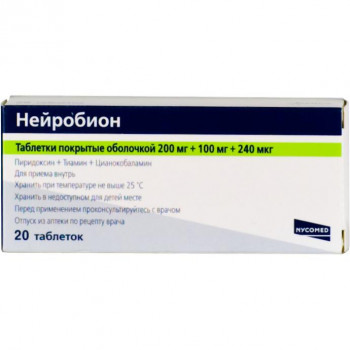 Нейробион
Таблетки покрытые оболочкой 200 мг + 100 мг + 240 мкг
Пиридоксин + Тиамин + Цианокобаламин
Для приема внутрь
Хранить при температуре не выше 25 °C
Хранить в недоступном для детей месте
Перед применением проконсультируйтесь с врачом
Отпуск из аптеки по рецепту врача
20 таблеток
NYCOMED